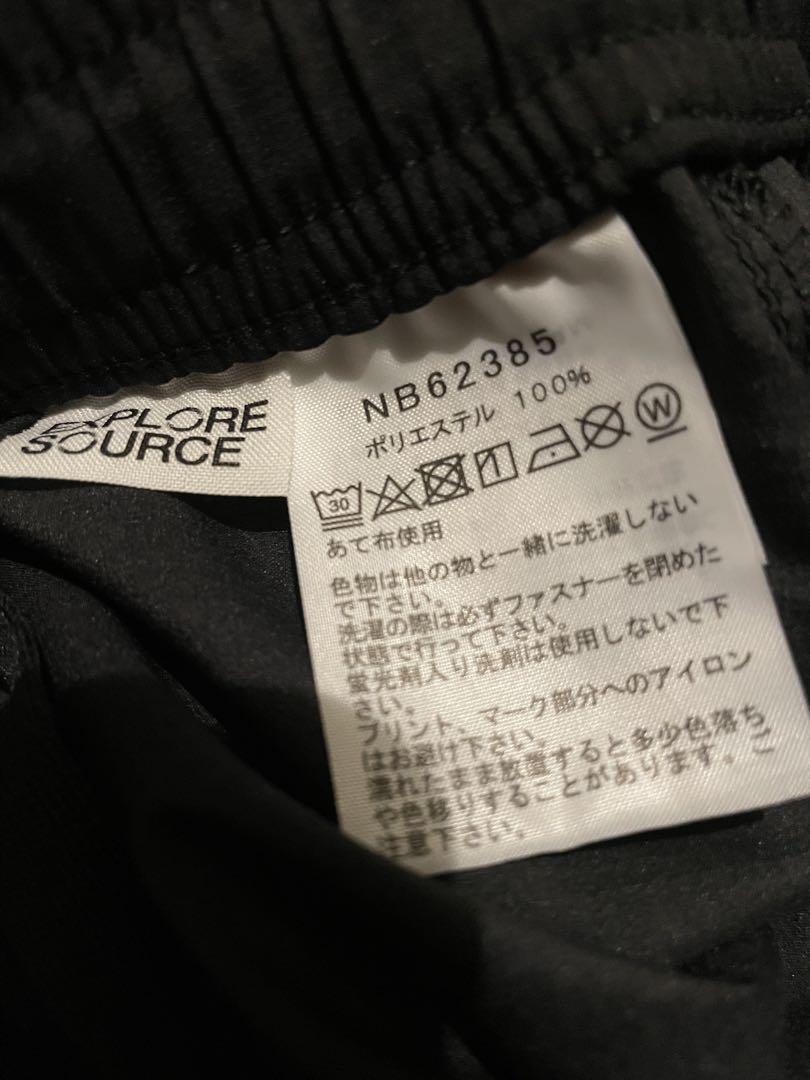 EXPLORE
SOURCE
NB62385
ポリエステル 100%
30
W
あて布使用
色物は他の物と一緒に洗濯しない
で下さい。
洗濯の際は必ずファスナーを閉めた
状態で行って下さい。
蛍光剤入り洗剤は使用しないで下
さい。
プリント、マーク部分へのアイロン
はお避け下さい。
濡れたまま放置すると多少色落ち
や色移りすることがあります。ご
注意下さい。